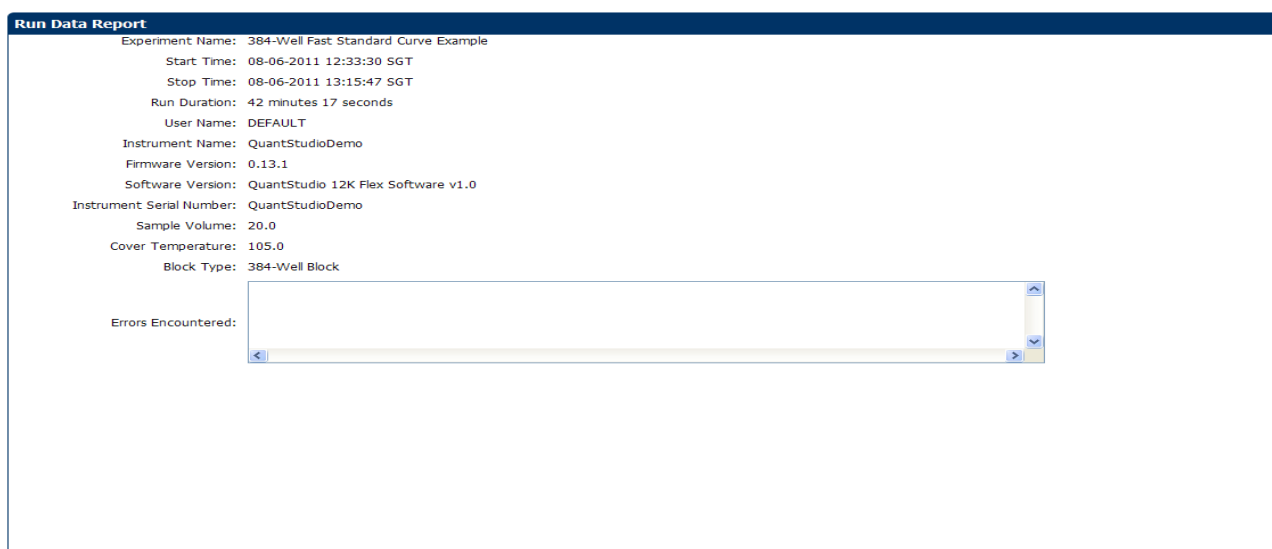 Run Data Report
Experiment Name: 384-Well Fast Standard Curve Example
Start Time: 08-06-2011 12:33:30 SGT
Stop Time: 08-06-2011 13:15:47 SGT
Run Duration: 42 minutes 17 seconds
User Name: DEFAULT
Instrument Name: QuantStudioDemo
Firmware Version: 0.13.1
Software Version: QuantStudio 12K Flex Software v1.0
Instrument Serial Number: QuantStudioDemo
Sample Volume: 20.0
Cover Temperature: 105.0
Block Type: 384-Well Block
Errors Encountered: